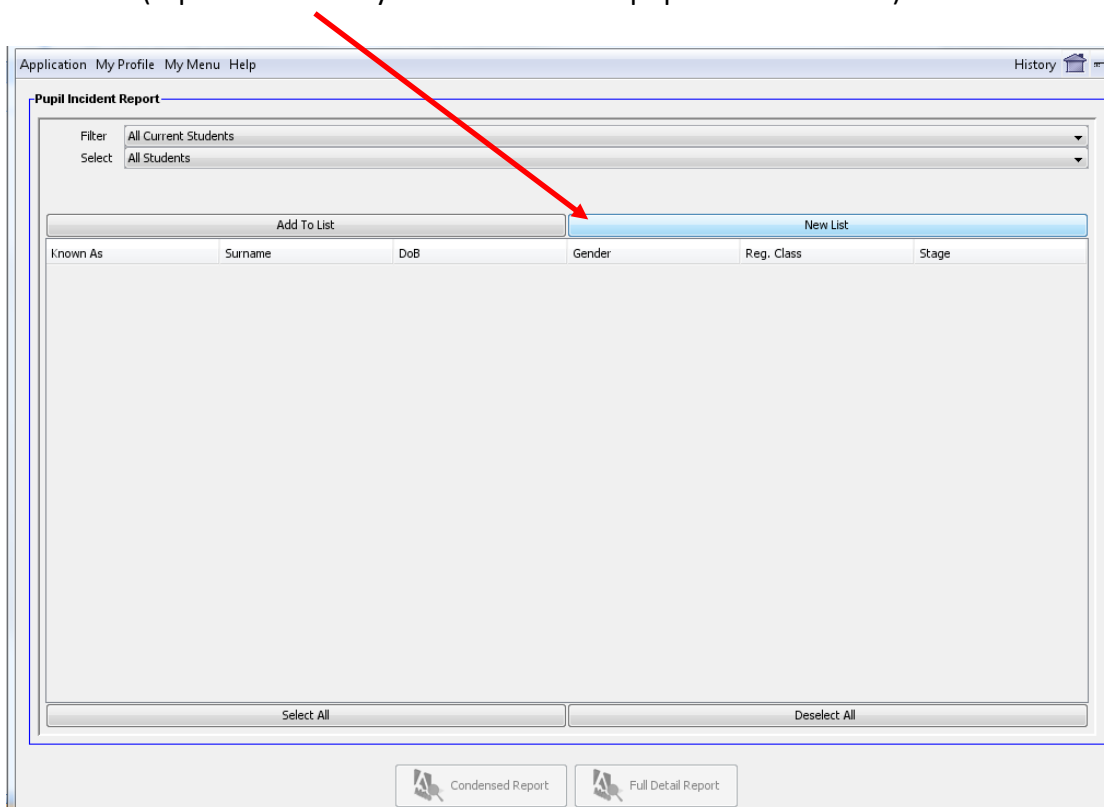 Application My Profile My Menu Help History
Pupil Incident Report
Filter All Current Students
Select All Students
Add To List New List
Known As Surname DoB Gender Reg. Class Stage
Select All Deselect All
Condensed Report Full Detail Report